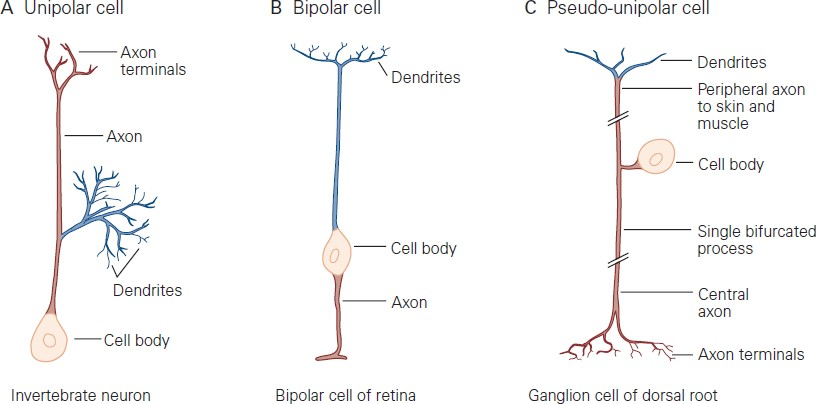 A Unipolar cell
Axon
terminals
Axon
Dendrites
Cell body
Invertebrate neuron
B Bipolar cell
Dendrites
Cell body
Axon
Bipolar cell of retina
C Pseudo-unipolar cell
Dendrites
Peripheral axon
to skin and
muscle
Cell body
Single bifurcated
process
Central
axon
Axon terminals
Ganglion cell of dorsal root